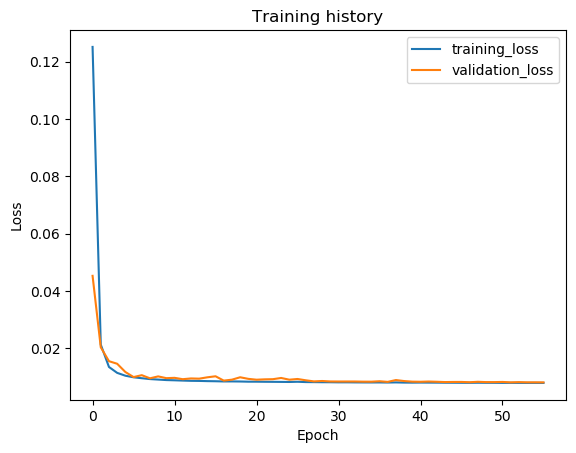 Training history
training_loss
validation_loss
0.12
0.10
0.08
0.06
0.04
0.02
Loss
0 10 20 30 40 50
Epoch